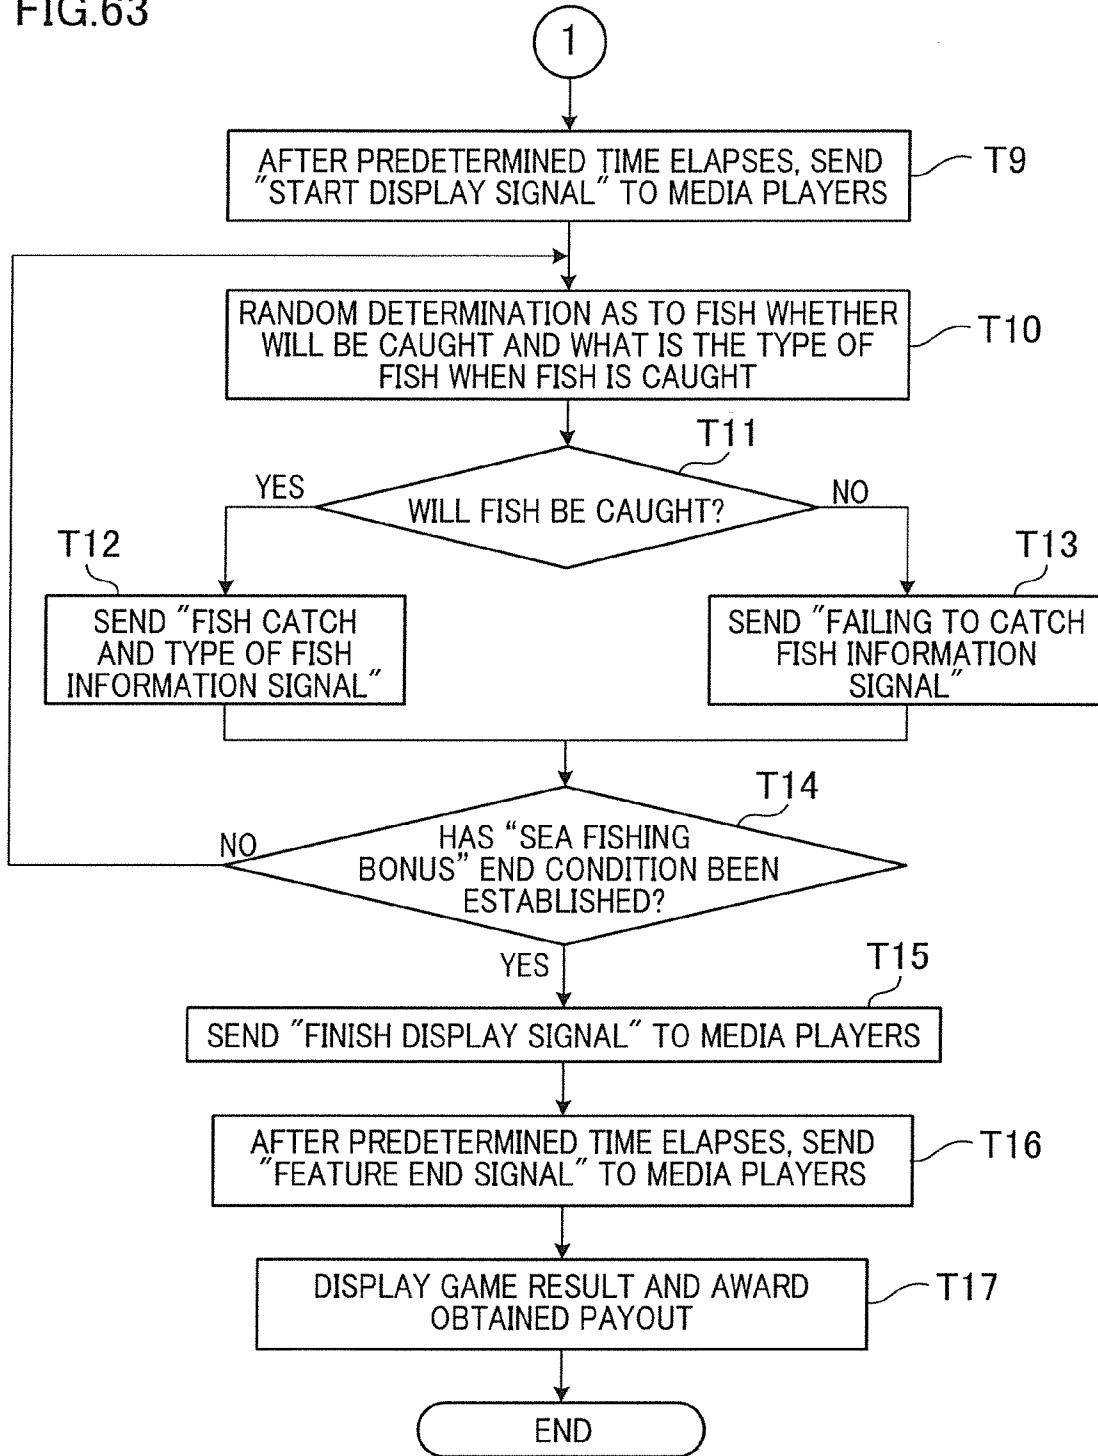 FIG.63
1
AFTER PREDETERMINED TIME ELAPSES, SEND
"START DISPLAY SIGNAL" TO MEDIA PLAYERS
T9
RANDOM DETERMINATION AS TO FISH WHETHER
WILL BE CAUGHT AND WHAT IS THE TYPE OF
FISH WHEN FISH IS CAUGHT
T10
T11
WILL FISH BE CAUGHT?
YES
NO
T12
SEND "FISH CATCH
AND TYPE OF FISH
INFORMATION SIGNAL"
T13
SEND "FAILING TO CATCH
FISH INFORMATION
SIGNAL"
T14
HAS “SEA FISHING
BONUS” END CONDITION BEEN
ESTABLISHED?
NO
YES
T15
SEND "FINISH DISPLAY SIGNAL" TO MEDIA PLAYERS
AFTER PREDETERMINED TIME ELAPSES, SEND
"FEATURE END SIGNAL" TO MEDIA PLAYERS
T16
DISPLAY GAME RESULT AND AWARD
OBTAINED PAYOUT
T17
END